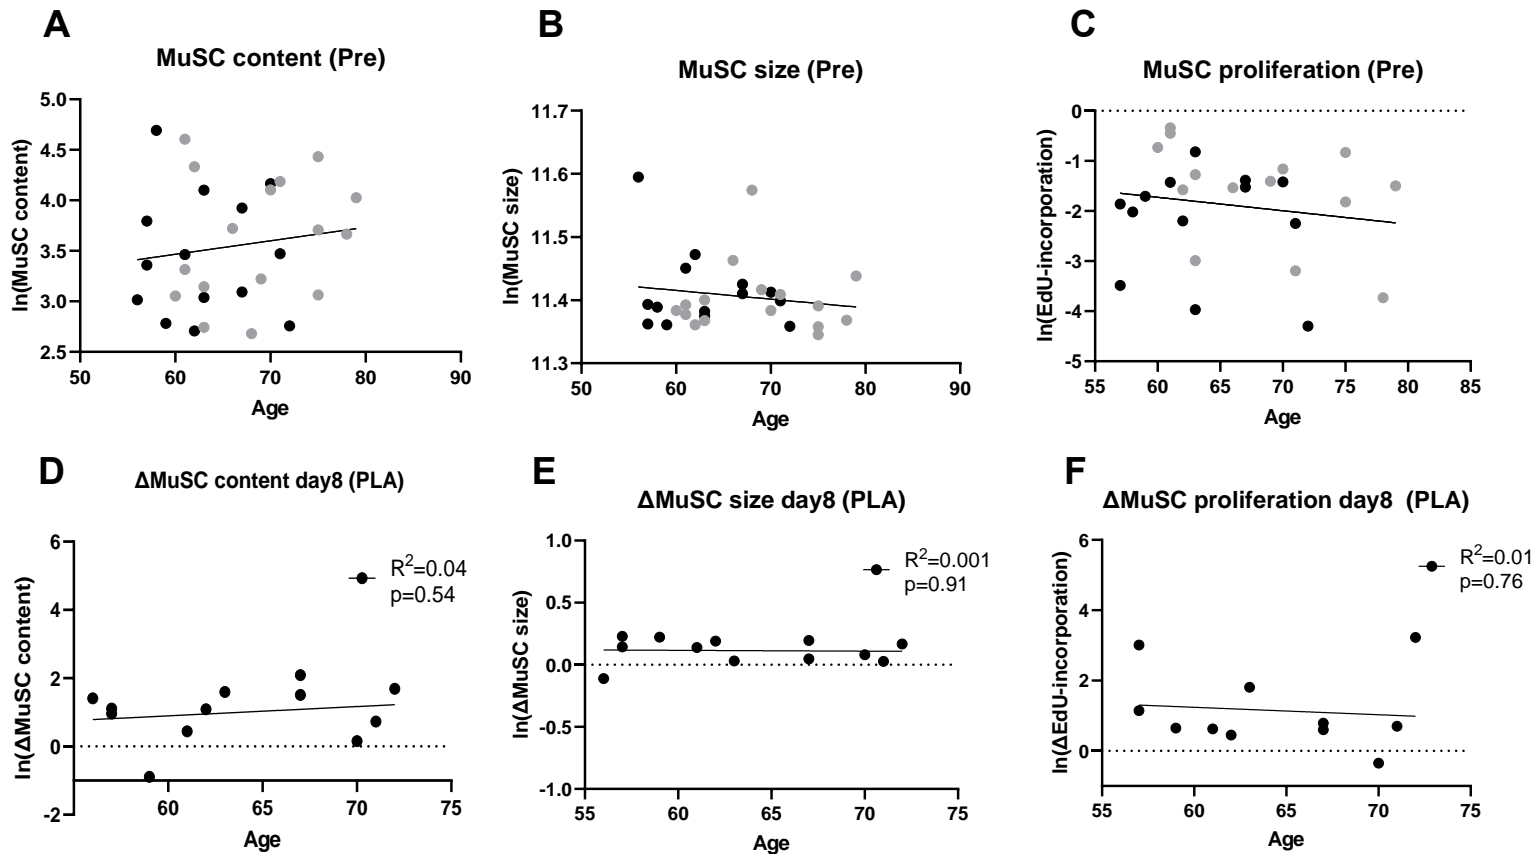 A
MuSC content (Pre)
ln(MuSC content)
5.0
4.5
4.0
3.5
3.0
2.5
50
60
70
80
90
Age
B
MuSC size (Pre)
ln(MuSC size)
11.7
11.6
11.5
11.4
11.3
50
60
70
80
90
Age
C
MuSC proliferation (Pre)
ln(EdU-incorporation)
0
-1
-2
-3
-4
-5
55
60
65
70
75
80
85
Age
D
ΔMuSC content day8 (PLA)
ln(ΔMuSC content)
6
4
2
0
-2
60
65
70
75
Age
R²=0.04
p=0.54
E
ΔMuSC size day8 (PLA)
ln(ΔMuSC size)
1.0
0.5
0.0
-0.5
-1.0
55
60
65
70
75
Age
R²=0.001
p=0.91
F
ΔMuSC proliferation day8 (PLA)
ln(ΔEdU-incorporation)
6
4
2
0
55
60
65
70
75
Age
R²=0.01
p=0.76